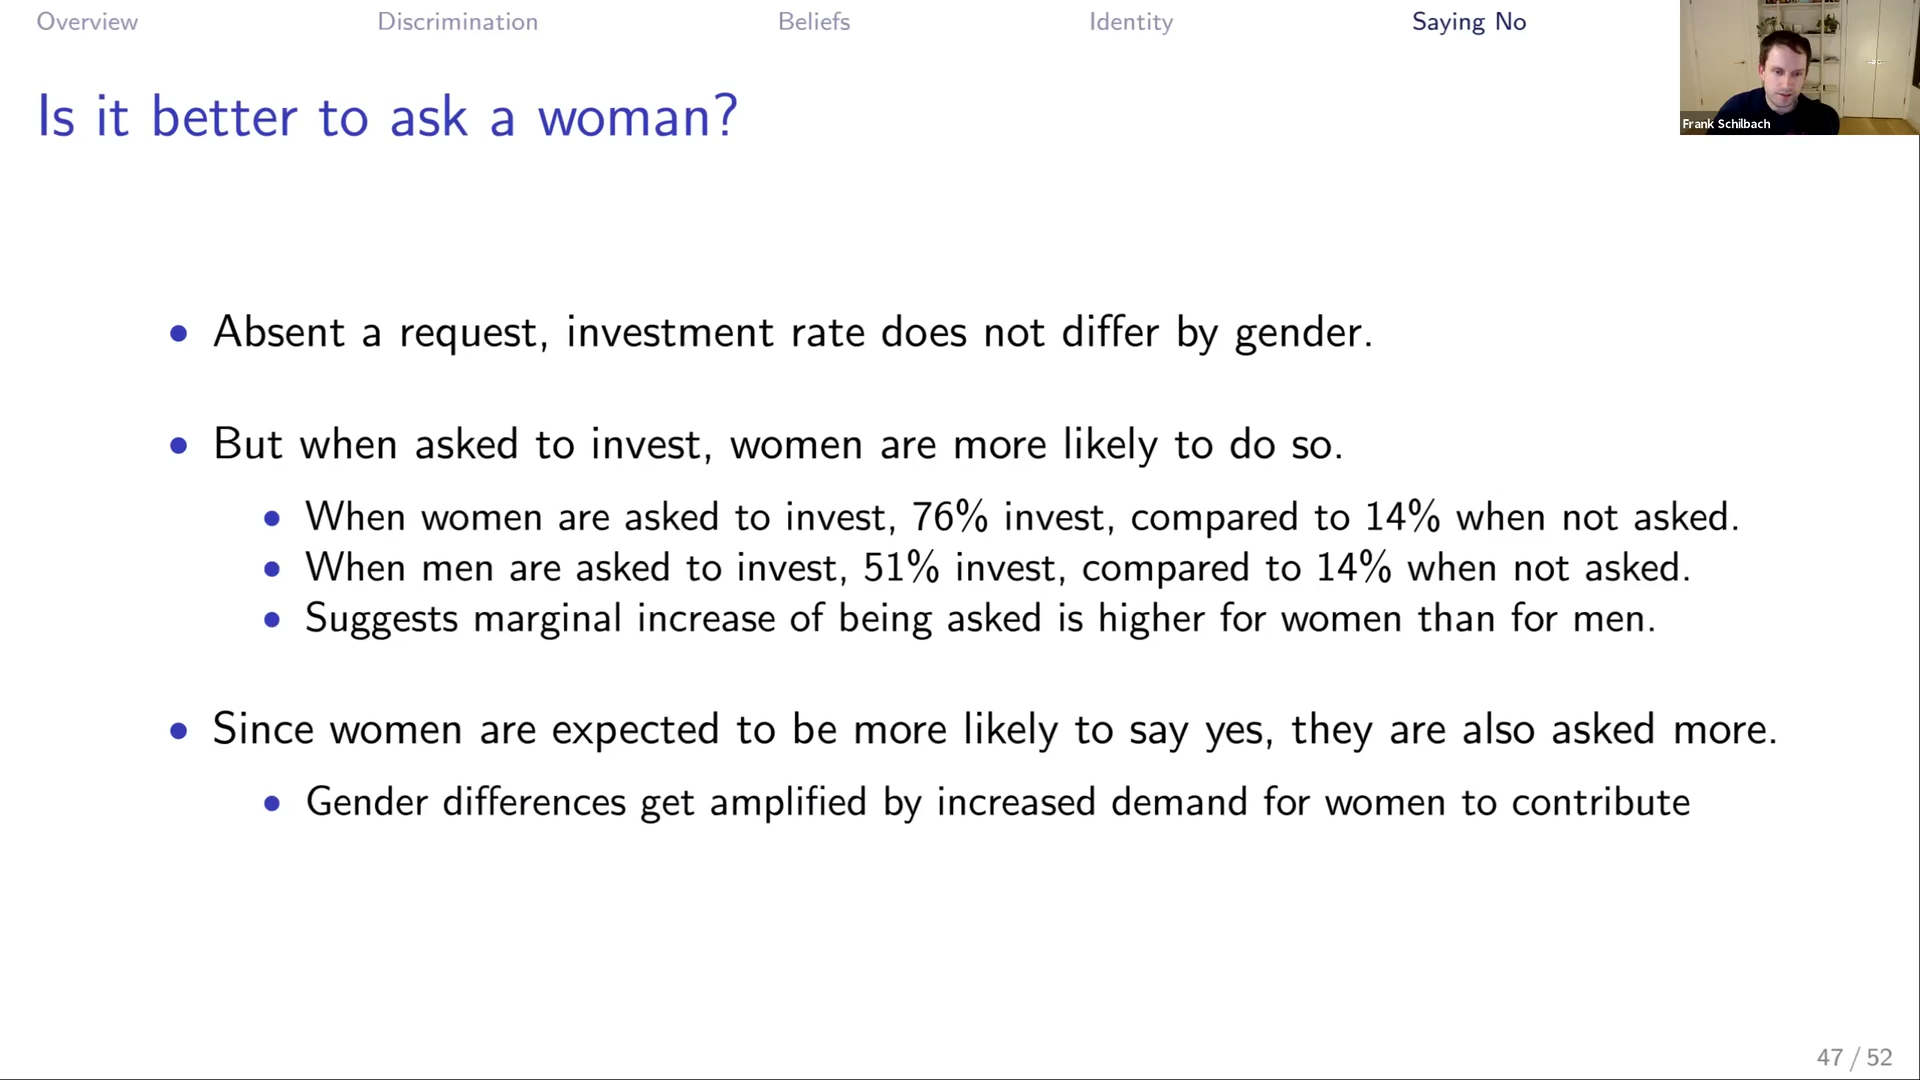 Overview Discrimination Beliefs Identity Saying No
Frank Schilbach
Is it better to ask a woman?
• Absent a request, investment rate does not differ by gender.
• But when asked to invest, women are more likely to do so.
• When women are asked to invest, 76% invest, compared to 14% when not asked.
• When men are asked to invest, 51% invest, compared to 14% when not asked.
• Suggests marginal increase of being asked is higher for women than for men.
• Since women are expected to be more likely to say yes, they are also asked more.
• Gender differences get amplified by increased demand for women to contribute
47 / 52